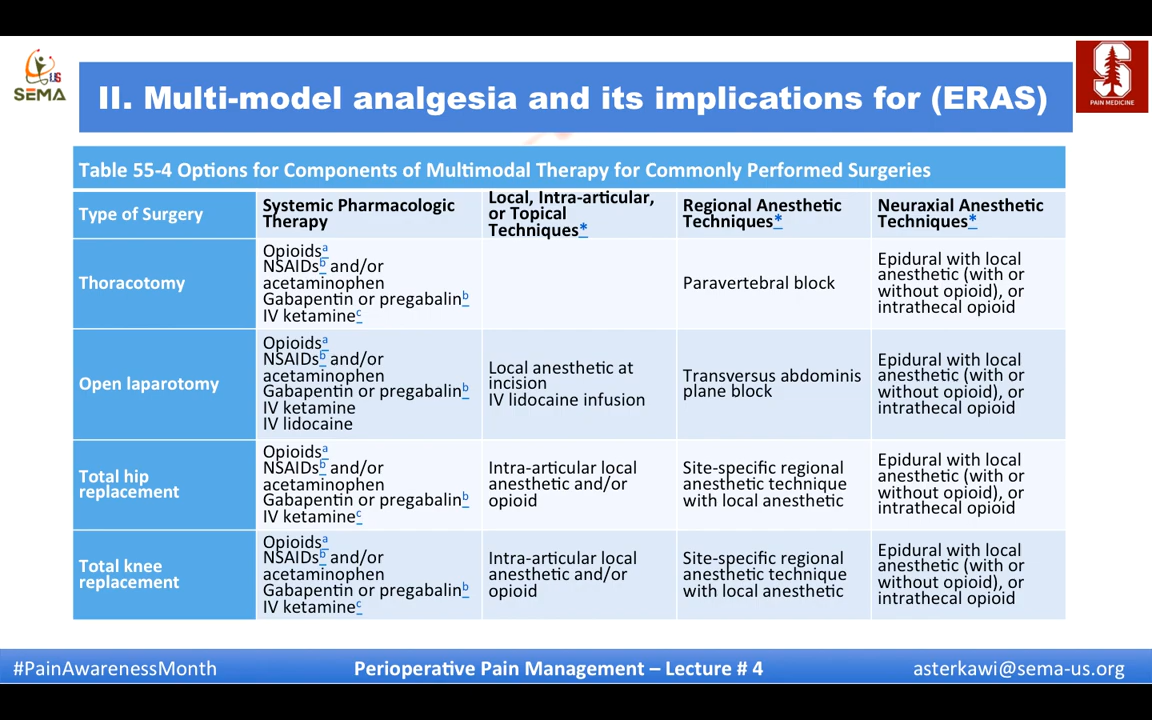 US
SEMA
II. Multi-model analgesia and its implications for (ERAS)
S
PAIN MEDICINE
Table 55-4 Options for Components of Multimodal Therapy for Commonly Performed Surgeries
Type of Surgery
Systemic Pharmacologic
Therapy
Local, Intra-articular,
or Topical
Techniques*
Regional Anesthetic
Techniques*
Neuraxial Anesthetic
Techniques*
Thoracotomy
Opioidsa
NSAIDsb and/or
acetaminophen
Gabapentin or pregabalinb
IV ketaminec
Paravertebral block
Epidural with local
anesthetic (with or
without opioid), or
intrathecal opioid
Open laparotomy
Opioidsa
NSAIDsb and/or
acetaminophen
Gabapentin or pregabalinb
IV ketamine
IV lidocaine
Local anesthetic at
incision
IV lidocaine infusion
Transversus abdominis
plane block
Epidural with local
anesthetic (with or
without opioid), or
intrathecal opioid
Total hip
replacement
Opioidsa
NSAIDsb and/or
acetaminophen
Gabapentin or pregabalinb
IV ketaminec
Intra-articular local
anesthetic and/or
opioid
Site-specific regional
anesthetic technique
with local anesthetic
Epidural with local
anesthetic (with or
without opioid), or
intrathecal opioid
Total knee
replacement
Opioidsa
NSAIDsb and/or
acetaminophen
Gabapentin or pregabalinb
IV ketaminec
Intra-articular local
anesthetic and/or
opioid
Site-specific regional
anesthetic technique
with local anesthetic
Epidural with local
anesthetic (with or
without opioid), or
intrathecal opioid
#PainAwarenessMonth
Perioperative Pain Management – Lecture # 4
asterkawi@sema-us.org